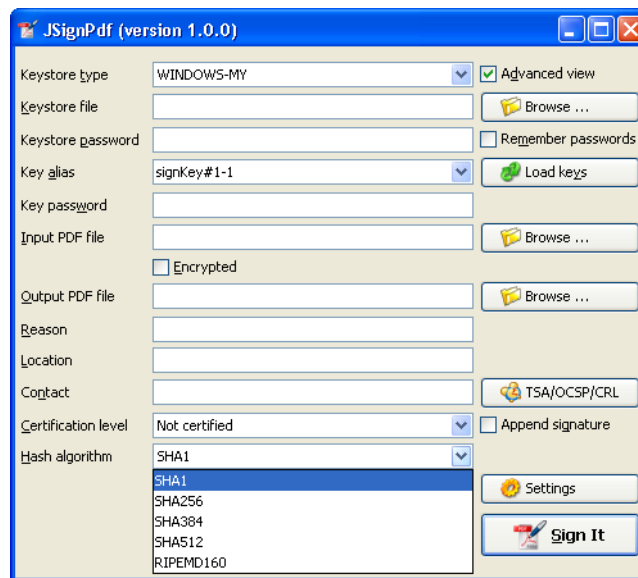 JSignPdf (version 1.0.0)
Keystore type WINDOWS-MY Advanced view
Keystore file Browse ...
Keystore password Remember passwords
Key alias signKey#1-1 Load keys
Key password
Input PDF file Browse ...
Encrypted
Output PDF file Browse ...
Reason
Location
Contact TSA/OCSP/CRL
Certification level Not certified Append signature
Hash algorithm SHA1
SHA1
SHA256 Settings
SHA384
SHA512 Sign It
RIPEMD160